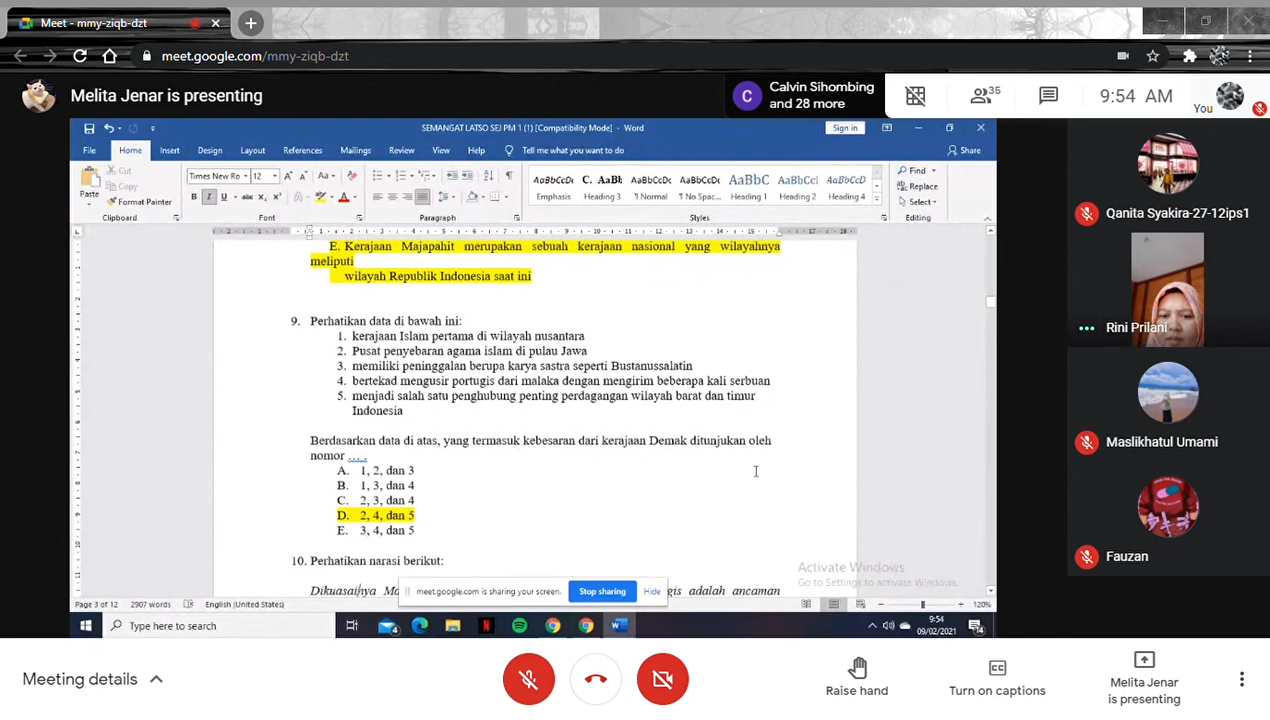 Meet - mmy-ziqb-dzt
meet.google.com/mmy-ziqb-dzt
Melita Jenar is presenting
C
Calvin Sihombing
and 28 more
35
9:54 AM
You
SEMANGAT LATSO SEJ PM 1 (1) [Compatibility Mode] - Word
Sign in
File Home Insert Design Layout References Mailings Review View Help Tell me what you want to do Share
Paste
Cut
Copy
Format Painter
Times New Ro 12
AaBbCcDc Emphasis
C. AaBb Heading 3
AaBbCcDc ¶ Normal
AaBbCcDc ¶ No Spac...
AaBbC Heading 1
AaBbCc Heading 2
AaBbCcD Heading 4
Find
Replace
Select
Clipboard Font Paragraph Styles Editing
E. Kerajaan Majapahit merupakan sebuah kerajaan nasional yang wilayahnya
meliputi
wilayah Republik Indonesia saat ini
9. Perhatikan data di bawah ini:
1. kerajaan Islam pertama di wilayah nusantara
2. Pusat penyebaran agama islam di pulau Jawa
3. memiliki peninggalan berupa karya sastra seperti Bustanussalatin
4. bertekad mengusir portugis dari malaka dengan mengirim beberapa kali serbuan
5. menjadi salah satu penghubung penting perdagangan wilayah barat dan timur
Indonesia
Berdasarkan data di atas, yang termasuk kebesaran dari kerajaan Demak ditunjukan oleh
nomor ….
A. 1, 2, dan 3
B. 1, 3, dan 4
C. 2, 3, dan 4
D. 2, 4, dan 5
E. 3, 4, dan 5
10. Perhatikan narasi berikut:
Dikuasainya
adalah ancaman
meet.google.com is sharing your screen.
Stop sharing
Hide
Activate Windows
Go to Settings to activate Windows.
Page 3 of 12 2907 words English (United States)
120%
Type here to search
9:54
09/02/2021
Qanita Syakira-27-12ips1
Rini Prilani
Maslikhatul Umami
Fauzan
Meeting details
Raise hand
Turn on captions
Melita Jenar
is presenting